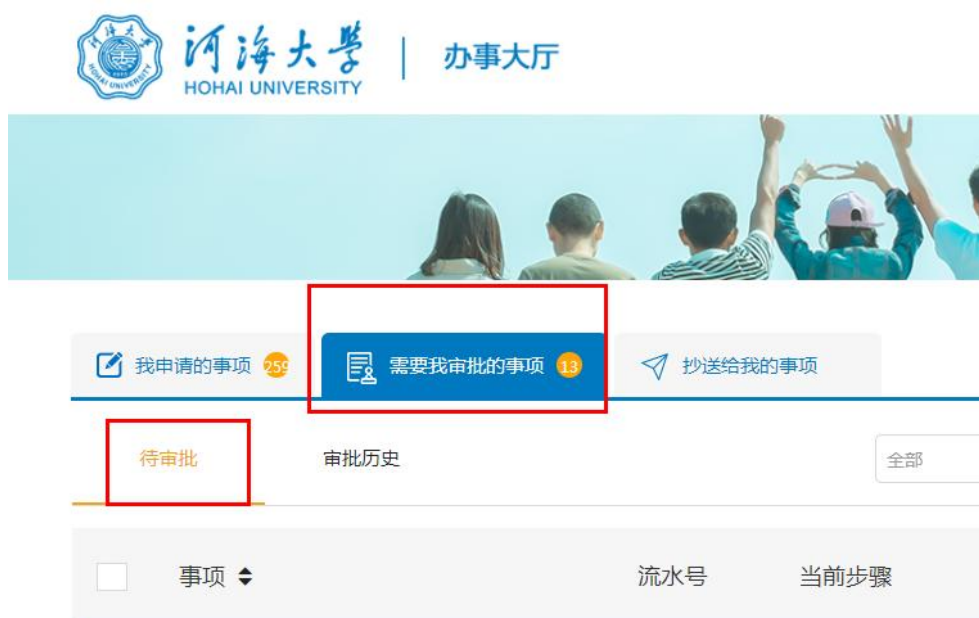 河海大学 | 办事大厅
HOHAI UNIVERSITY
我申请的事项 259 需要我审批的事项 13 抄送给我的事项
待审批 审批历史 全部
事项 流水号 当前步骤